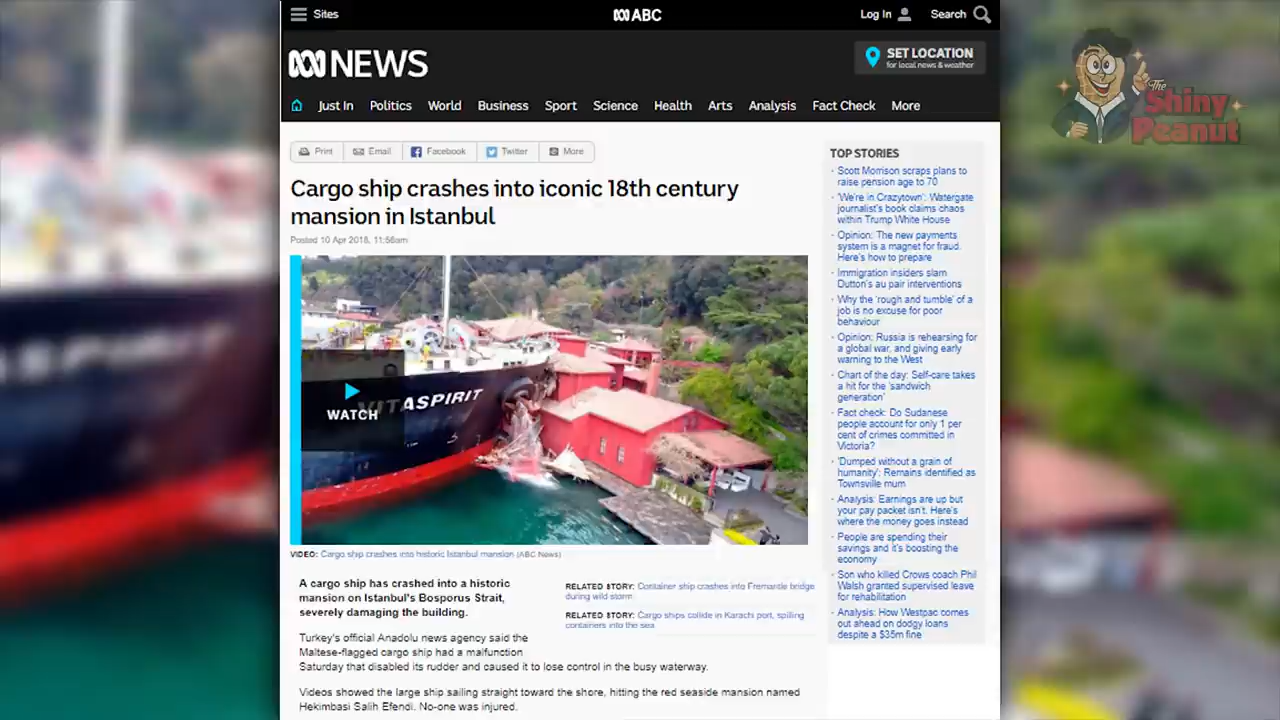 Sites
ABC
Log In
Search
NEWS
SET LOCATION
for local news & weather
Just In Politics World Business Sport Science Health Arts Analysis Fact Check More
The
Shiny
Peanut
Print Email Facebook Twitter More
Cargo ship crashes into iconic 18th century
mansion in Istanbul
Posted 10 Apr 2018, 11:56am
VITASPIRIT
WATCH
VIDEO: Cargo ship crashes into historic Istanbul mansion (ABC News)
A cargo ship has crashed into a historic
mansion on Istanbul's Bosporus Strait,
severely damaging the building.
RELATED STORY: Container ship crashes into Fremantle bridge
during wild storm
RELATED STORY: Cargo ships collide in Karachi port, spilling
containers into the sea
Turkey's official Anadolu news agency said the
Maltese-flagged cargo ship had a malfunction
Saturday that disabled its rudder and caused it to lose control in the busy waterway.
Videos showed the large ship sailing straight toward the shore, hitting the red seaside mansion named
Hekimbasi Salih Efendi. No-one was injured.
TOP STORIES
Scott Morrison scraps plans to
raise pension age to 70
'We're in Crazytown': Watergate
journalist's book claims chaos
within Trump White House
Opinion: The new payments
system is a magnet for fraud.
Here's how to prepare
Immigration insiders slam
Dutton's au pair interventions
Why the 'rough and tumble' of a
job is no excuse for poor
behaviour
Opinion: Russia is rehearsing for
a global war, and giving early
warning to the West
Chart of the day: Self-care takes
a hit for the 'sandwich
generation'
Fact check: Do Sudanese
people account for only 1 per
cent of crimes committed in
Victoria?
'Dumped without a grain of
humanity': Remains identified as
Townsville mum
Analysis: Earnings are up but
your pay packet isn't. Here's
where the money goes instead
People are spending their
savings and it's boosting the
economy
Son who killed Crows coach Phil
Walsh granted supervised leave
for rehabilitation
Analysis: How Westpac comes
out ahead on dodgy loans
despite a $35m fine